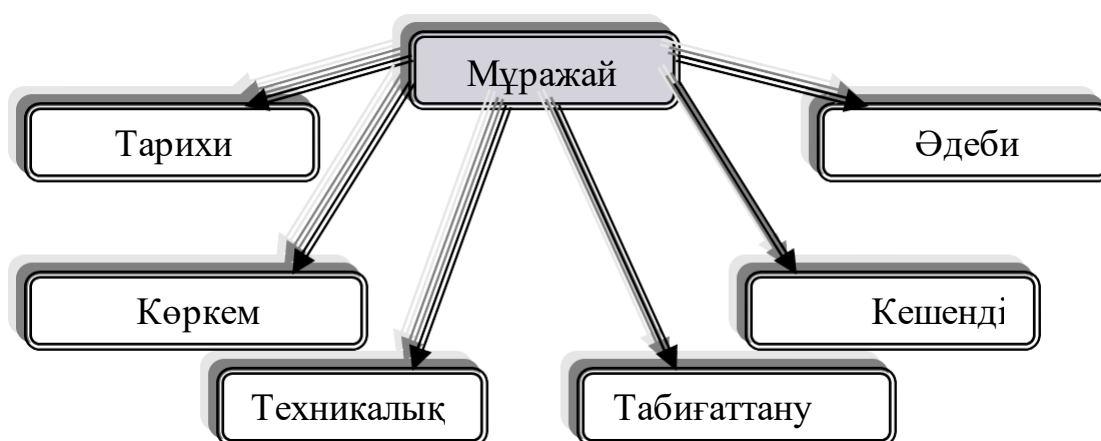 Мұражай
Тарихи
Әдеби
Көркем
Кешенді
Техникалық
Табиғаттану